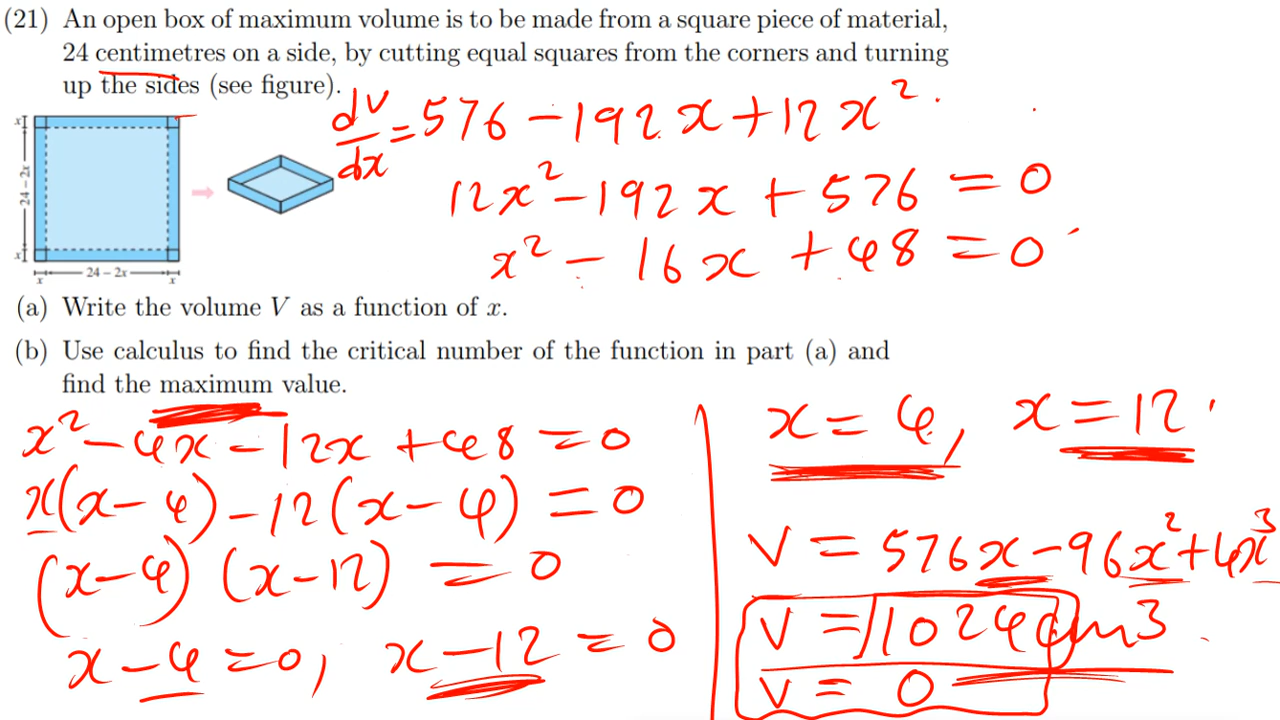 (21) An open box of maximum volume is to be made from a square piece of material,
24 centimetres on a side, by cutting equal squares from the corners and turning
up the sides (see figure).
dv/dx = 576 - 192x + 12x².
12x² - 192x + 576 = 0
x² - 16x + 48 = 0
x
24 − 2x
x
x
24 − 2x
x
(a) Write the volume V as a function of x.
(b) Use calculus to find the critical number of the function in part (a) and
find the maximum value.
x² - 4x - 12x + 48 = 0
x(x-4) - 12(x-4) = 0
(x-4) (x-12) = 0
x-4 = 0, x-12 = 0
x = 4, x = 12
V = 576x - 96x² + 4x³
V = 1024cm³
V = 0